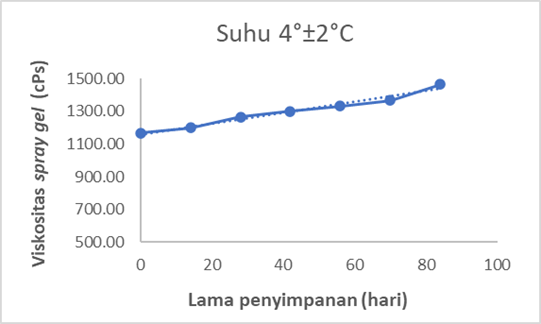 Suhu 4°±2°C
Viskositas spray gel (cPs)
1500.00
1300.00
1100.00
900.00
700.00
500.00
0 20 40 60 80 100
Lama penyimpanan (hari)